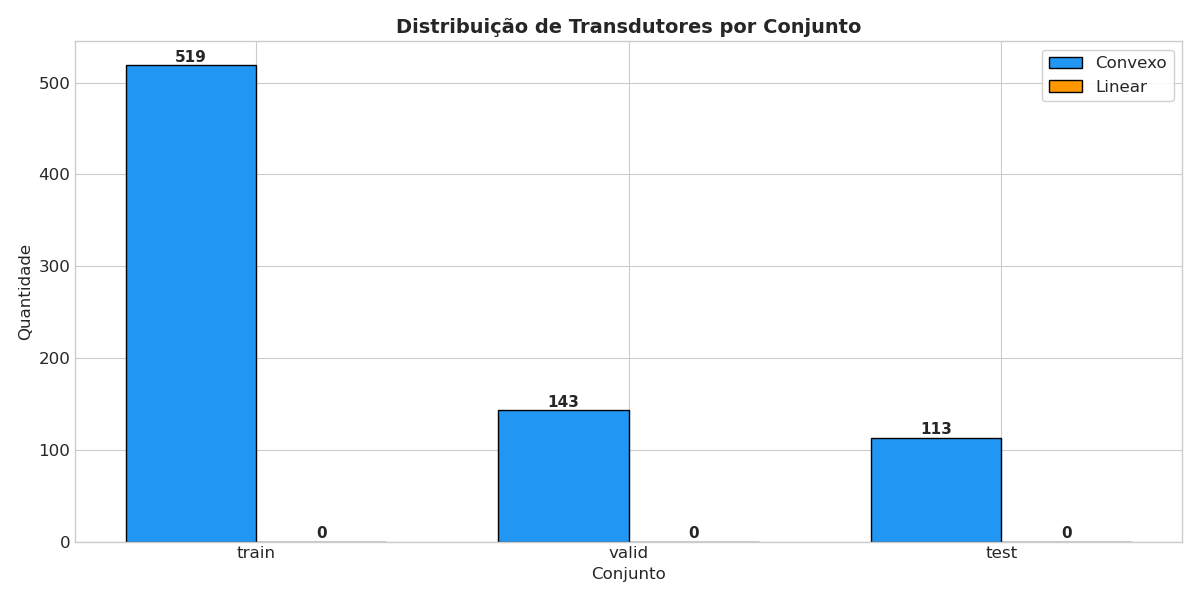 Distribuição de Transdutores por Conjunto
Convexo
Linear
Quantidade
500
400
300
200
100
0
519
0
143
0
113
0
train
valid
test
Conjunto